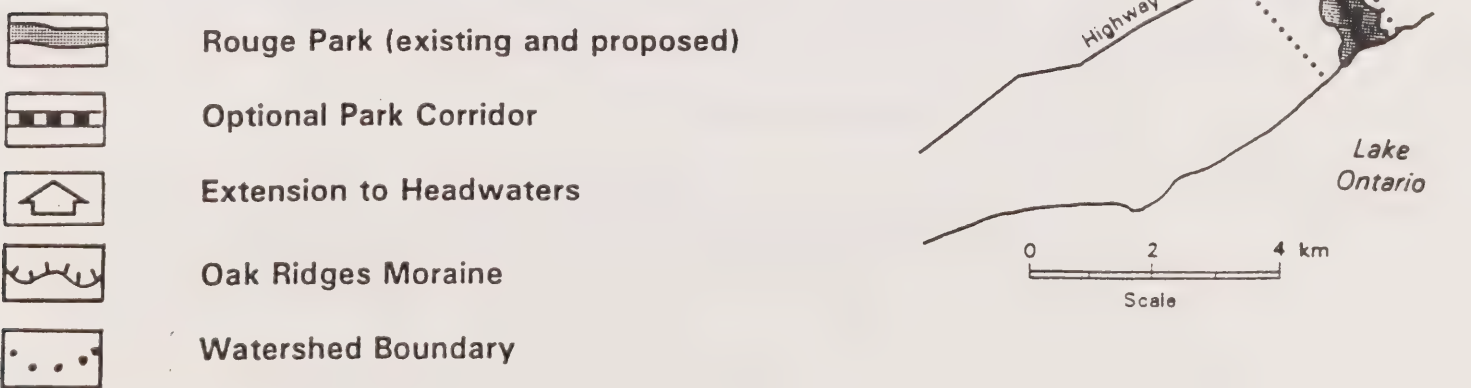 Rouge Park (existing and proposed)
Optional Park Corridor
Extension to Headwaters
Oak Ridges Moraine
Watershed Boundary
Highway
Lake
Ontario
0 2 4 km
Scale